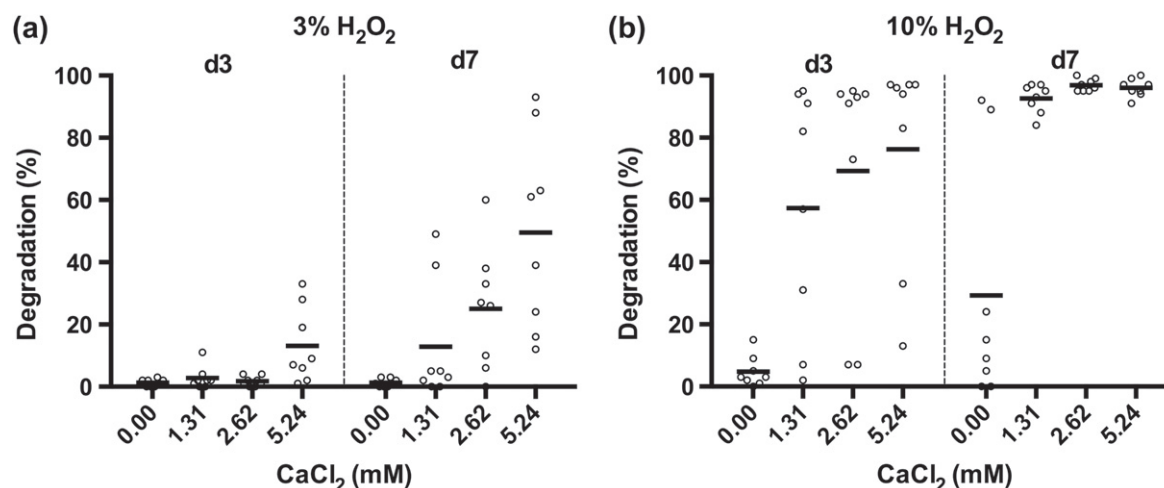 (a) 3% H₂O₂
d3 d7
Degradation (%)
100
80
60
40
20
0
0.00 1.31 2.62 5.24 0.00 1.31 2.62 5.24
CaCl₂ (mM)
(b) 10% H₂O₂
d3 d7
Degradation (%)
100
80
60
40
20
0
0.00 1.31 2.62 5.24 0.00 1.31 2.62 5.24
CaCl₂ (mM)